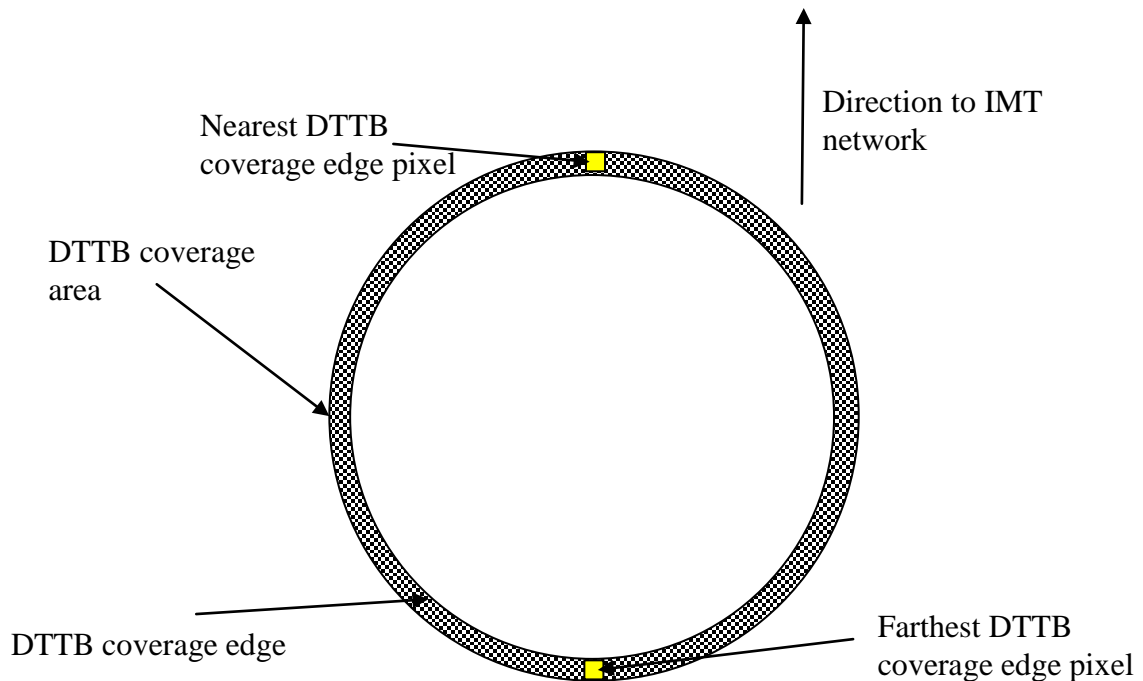 Direction to IMT
network
Nearest DTTB
coverage edge pixel
DTTB coverage
area
DTTB coverage edge
Farthest DTTB
coverage edge pixel